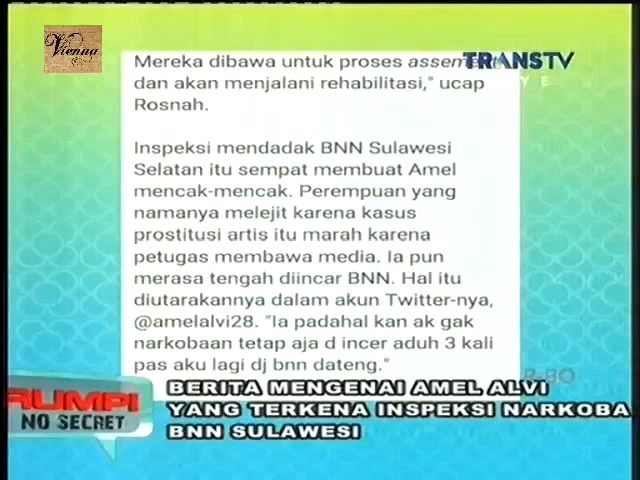 Vienna
TRANSTV
Mereka dibawa untuk proses
dan akan menjalani rehabilitasi," ucap
Rosnah.
Inspeksi mendadak BNN Sulawesi
Selatan itu sempat membuat Amel
mencak-mencak. Perempuan yang
namanya melejit karena kasus
prostitusi artis itu marah karena
petugas membawa media. Ia pun
merasa tengah diincar BNN. Hal itu
diutarakannya dalam akun Twitter-nya,
@amelalvi28. "Ia padahal kan ak gak
narkobaan tetap aja d incer aduh 3 kali
pas aku lagi dj bnn dateng."
RUMPI
NO SECRET
BERITA MENGENAI AMEL ALVI
YANG TERKENA INSPEKSI NARKOBA
BNN SULAWESI